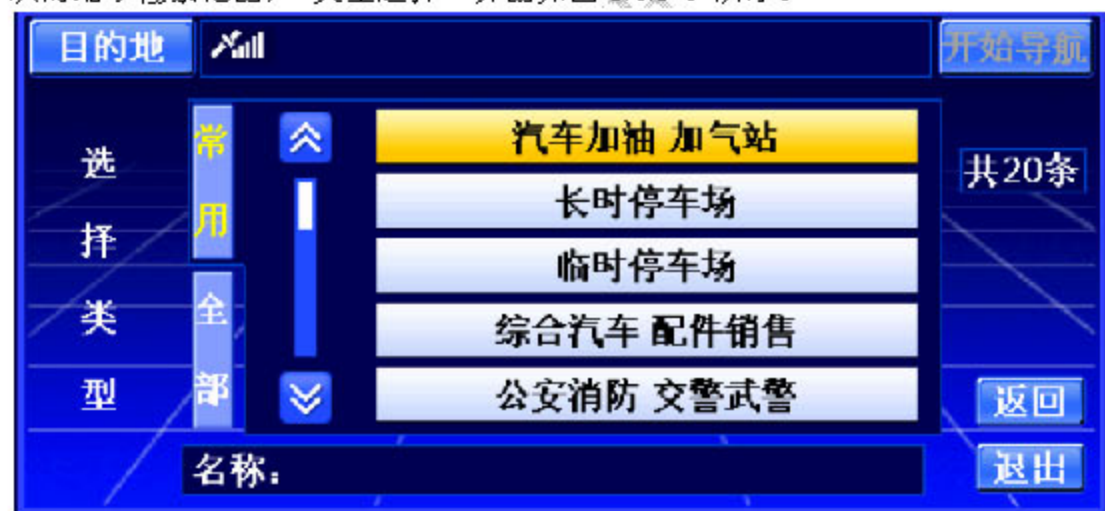 目的地
开始导航
选择类型
常用
全部
汽车加油 加气站
长时停车场
临时停车场
综合汽车 配件销售
公安消防 交警武警
共20条
返回
名称:
退出